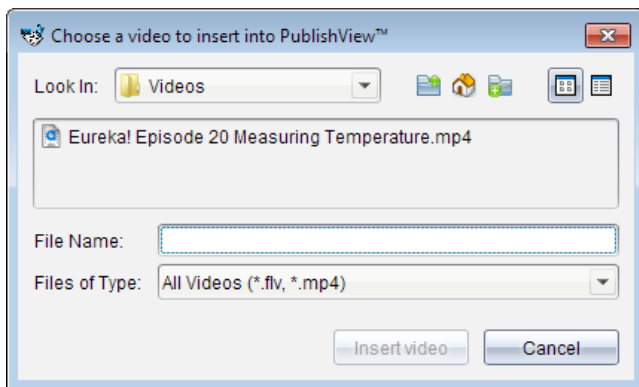 Choose a video to insert into PublishView™
Look In: Videos
Eureka! Episode 20 Measuring Temperature.mp4
File Name:
Files of Type: All Videos (*.flv, *.mp4)
Insert video Cancel